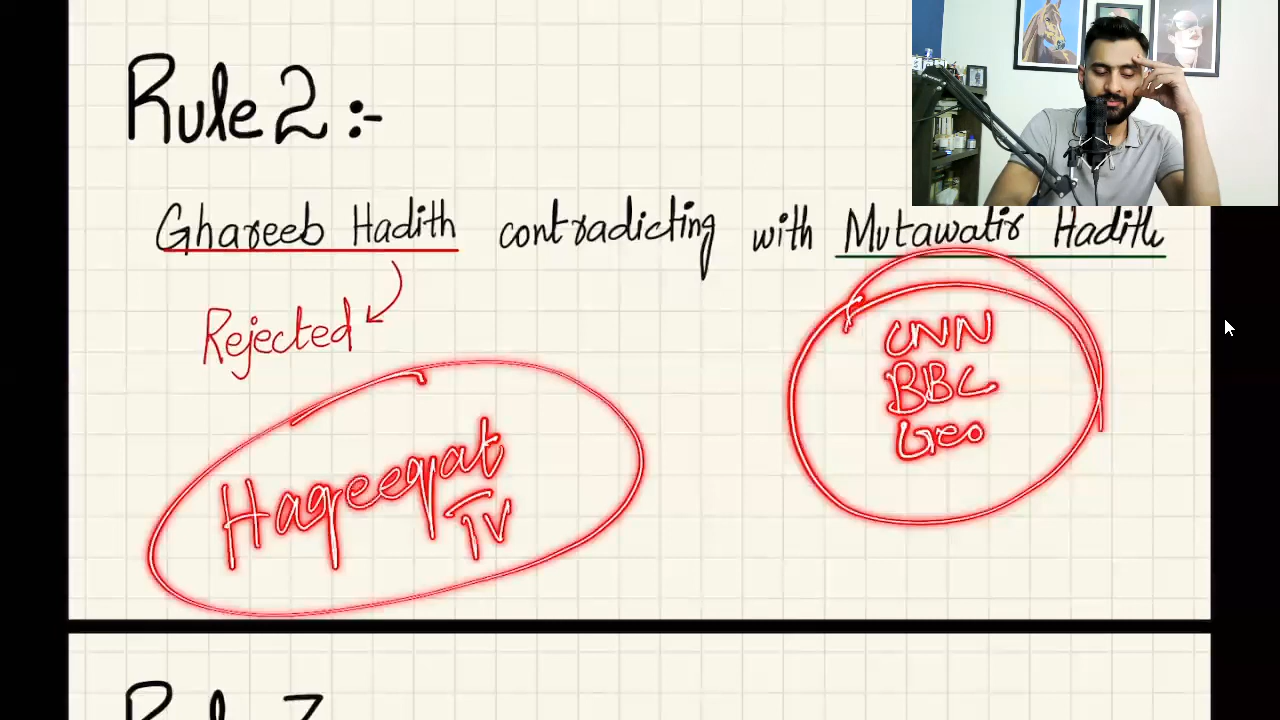 Rule 2 :-
Ghareeb Hadith contradicting with Mutawatir Hadith
Rejected
CNN
BBC
Geo
Haqeeqat
TV